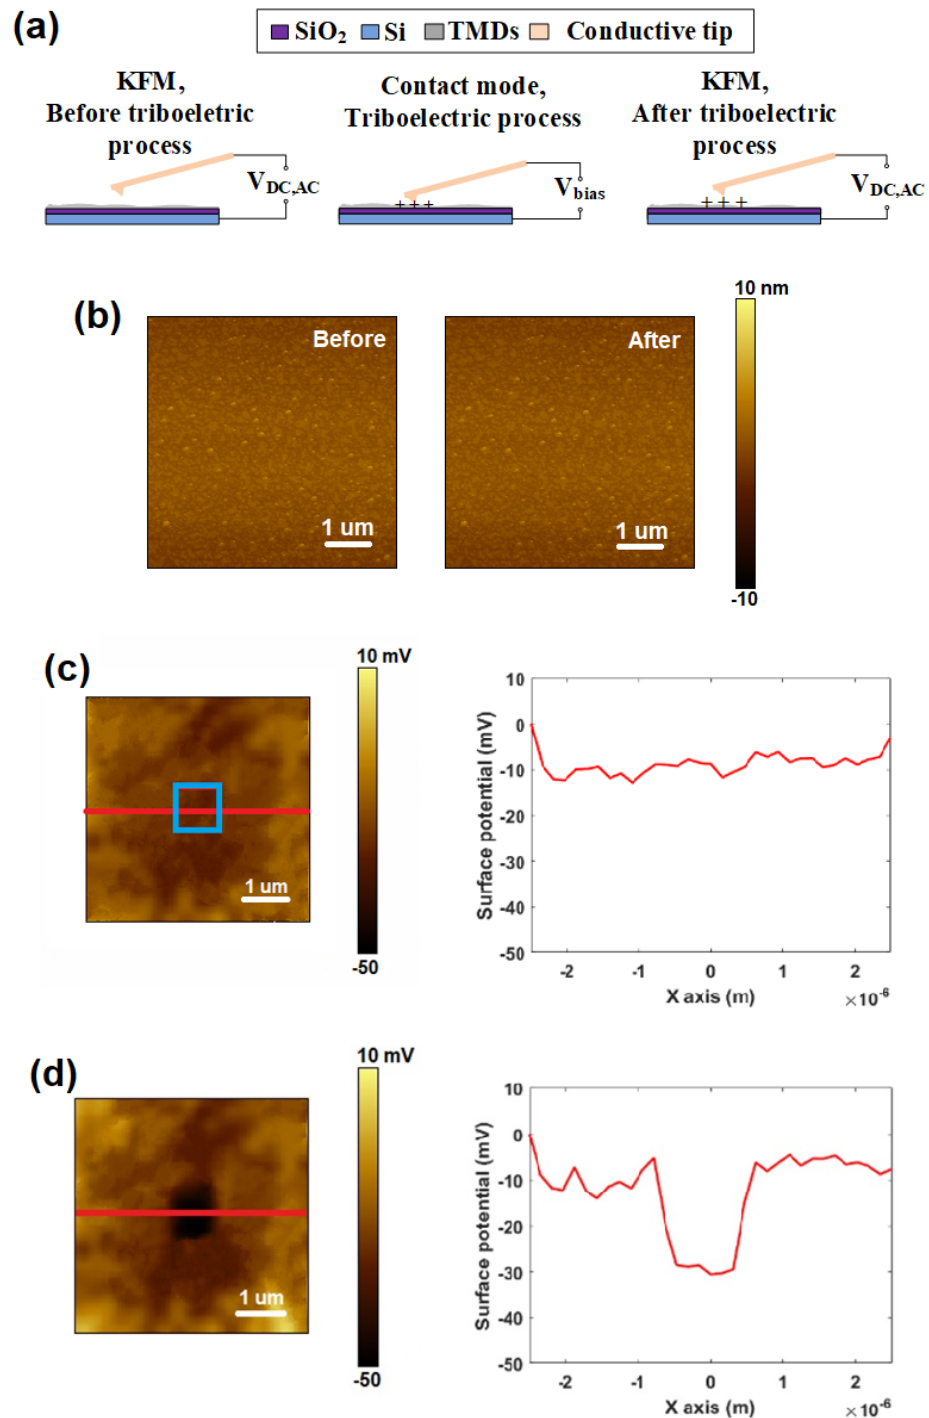 (a)
SiO2 Si TMDs Conductive tip
KFM,
Before triboeletric
process
VDC,AC
Contact mode,
Triboelectric process
+++
Vbias
KFM,
After triboelectric
process
+ + +
VDC,AC
(b)
Before
1 um
After
1 um
10 nm
-10
(c)
1 um
10 mV
-50
Surface potential (mV)
10
0
-10
-20
-30
-40
-50
-2 -1 0 1 2
X axis (m)
×10-6
(d)
1 um
10 mV
-50
Surface potential (mV)
10
0
-10
-20
-30
-40
-50
-2 -1 0 1 2
X axis (m)
×10-6